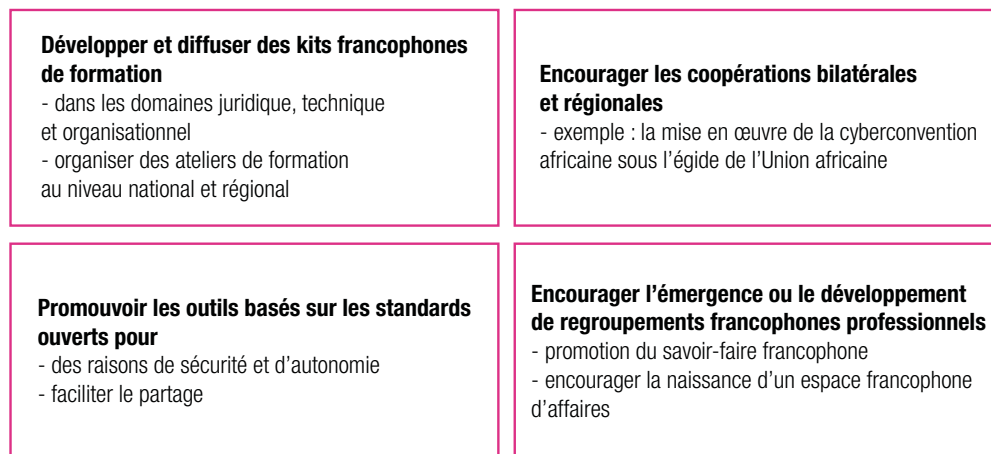 Développer et diffuser des kits francophones
de formation
- dans les domaines juridique, technique
et organisationnel
- organiser des ateliers de formation
au niveau national et régional
Encourager les coopérations bilatérales
et régionales
- exemple : la mise en œuvre de la cyberconvention
africaine sous l’égide de l’Union africaine
Promouvoir les outils basés sur les standards
ouverts pour
- des raisons de sécurité et d’autonomie
- faciliter le partage
Encourager l’émergence ou le développement
de regroupements francophones professionnels
- promotion du savoir-faire francophone
- encourager la naissance d’un espace francophone
d’affaires